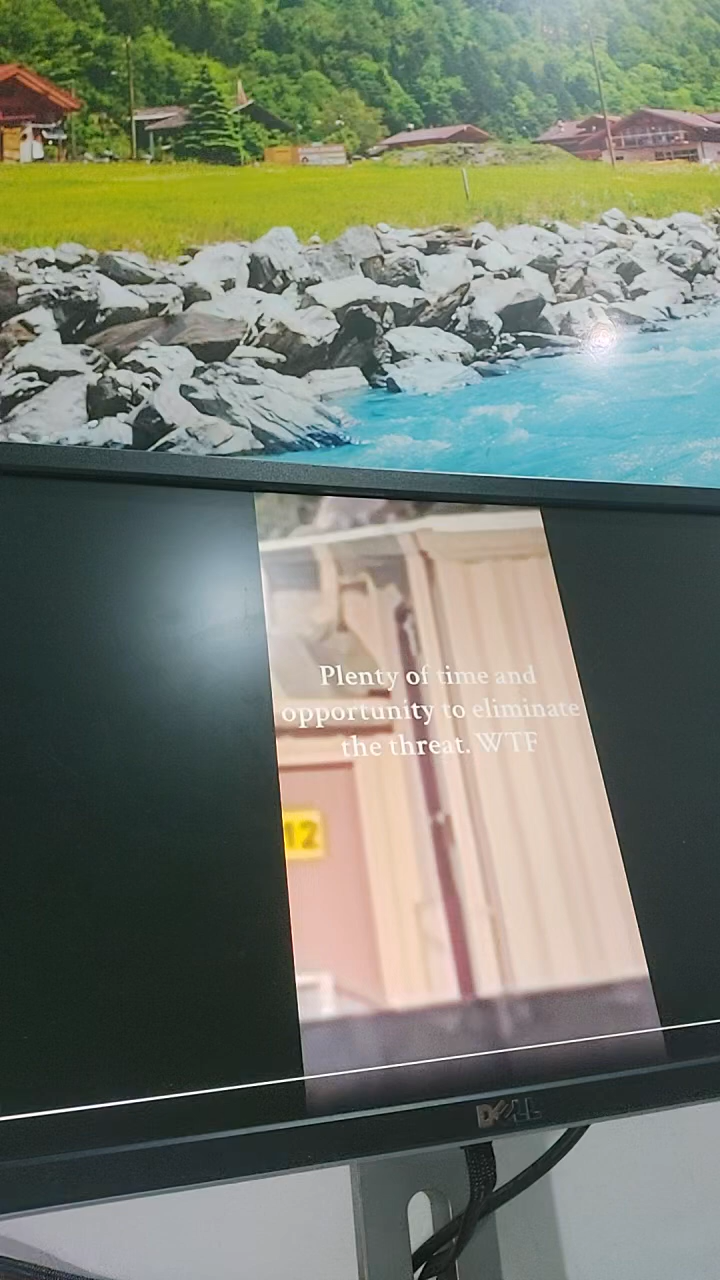 Plenty of time and
opportunity to eliminate
the threat. WTF
12
DELL